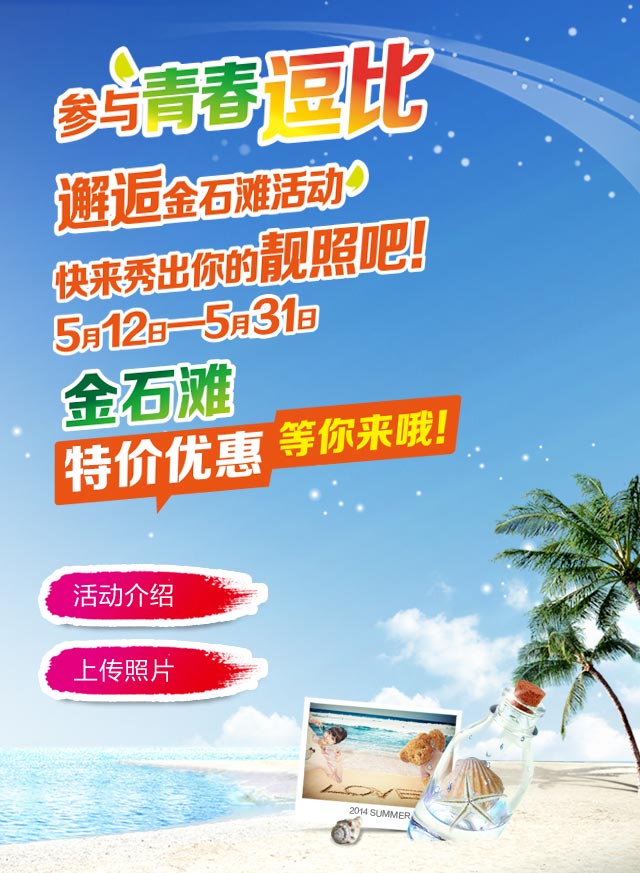 参与青春逗比
邂逅金石滩活动
快来秀出你的靓照吧！
5月12日—5月31日
金石滩
特价优惠 等你来哦！
活动介绍
上传照片
LOVE
2014 SUMMER